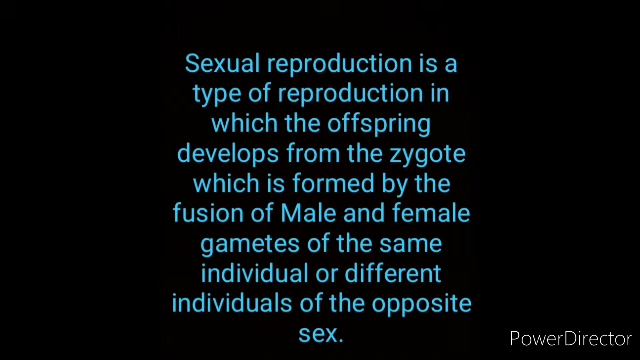 Sexual reproduction is a
type of reproduction in
which the offspring
develops from the zygote
which is formed by the
fusion of Male and female
gametes of the same
individual or different
individuals of the opposite
sex.
PowerDirector